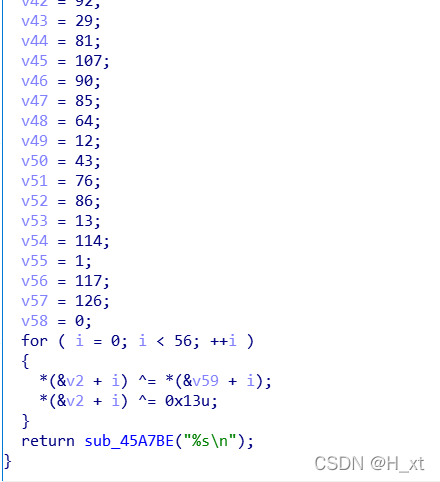 v42 = 92;
v43 = 29;
v44 = 81;
v45 = 107;
v46 = 90;
v47 = 85;
v48 = 64;
v49 = 12;
v50 = 43;
v51 = 76;
v52 = 86;
v53 = 13;
v54 = 114;
v55 = 1;
v56 = 117;
v57 = 126;
v58 = 0;
for ( i = 0; i < 56; ++i )
{
*(&v2 + i) ^= *(&v59 + i);
*(&v2 + i) ^= 0x13u;
}
return sub_45A7BE("%s\n");
}
CSDN @H_xt